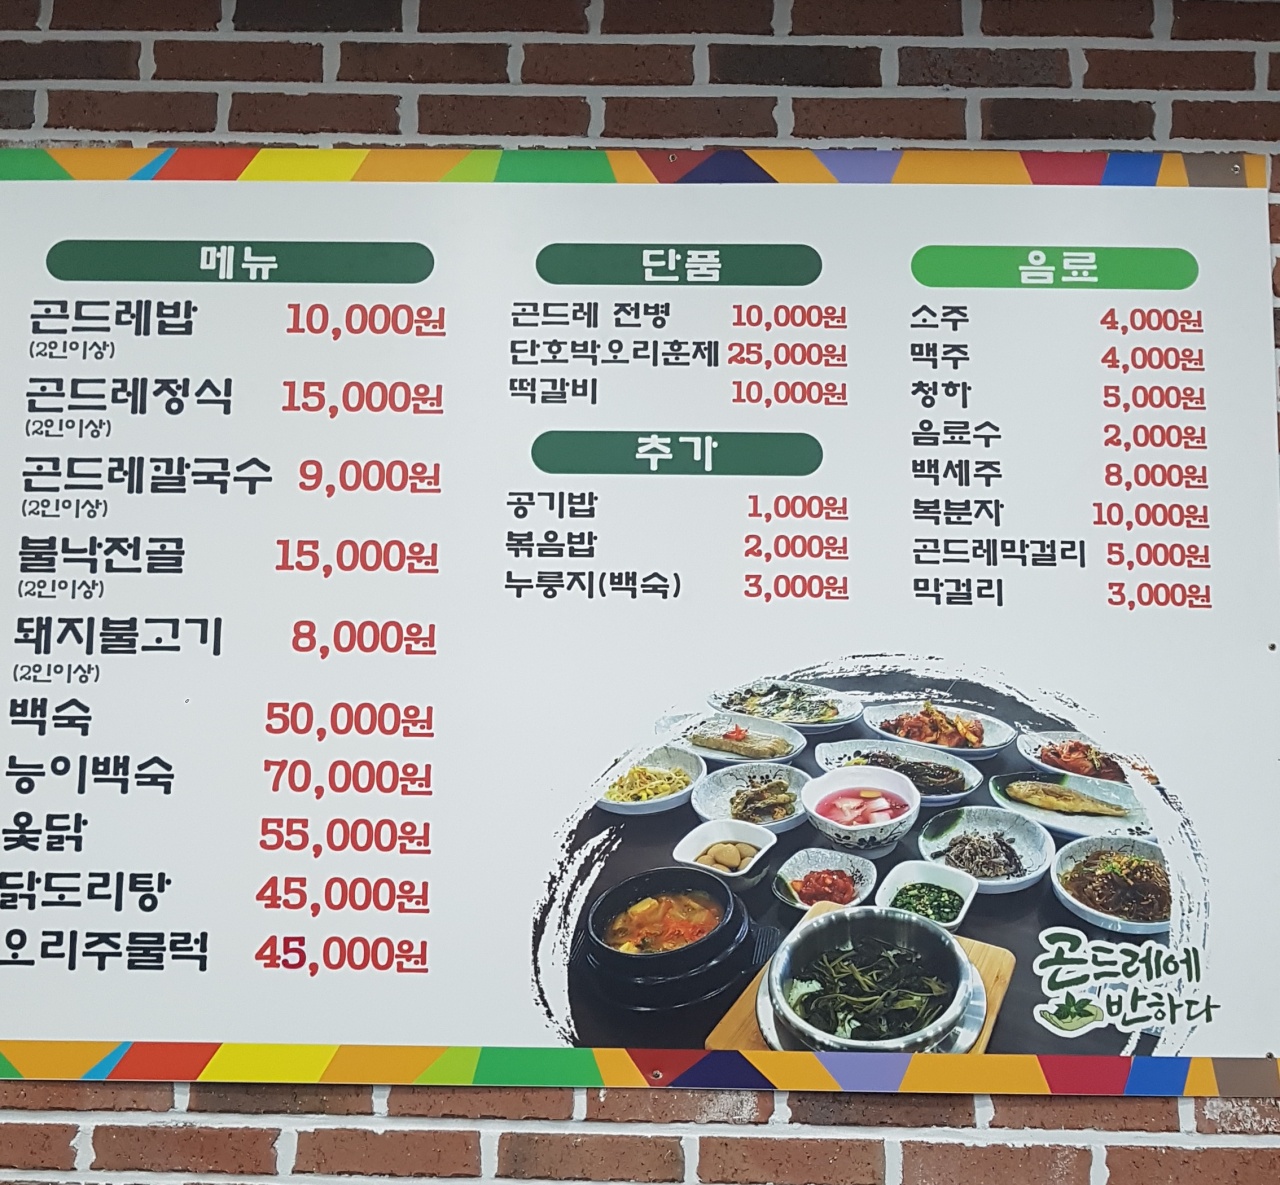 메뉴
곤드레밥 10,000원
(2인이상)
곤드레정식 15,000원
(2인이상)
곤드레칼국수 9,000원
(2인이상)
불낙전골 15,000원
(2인이상)
돼지불고기 8,000원
(2인이상)
백숙 50,000원
능이백숙 70,000원
옻닭 55,000원
닭도리탕 45,000원
오리주물럭 45,000원
단품
곤드레 전병 10,000원
단호박오리훈제 25,000원
떡갈비 10,000원
추가
공기밥 1,000원
볶음밥 2,000원
누룽지(백숙) 3,000원
음료
소주 4,000원
맥주 4,000원
청하 5,000원
음료수 2,000원
백세주 8,000원
복분자 10,000원
곤드레막걸리 5,000원
막걸리 3,000원
곤드레에
반하다